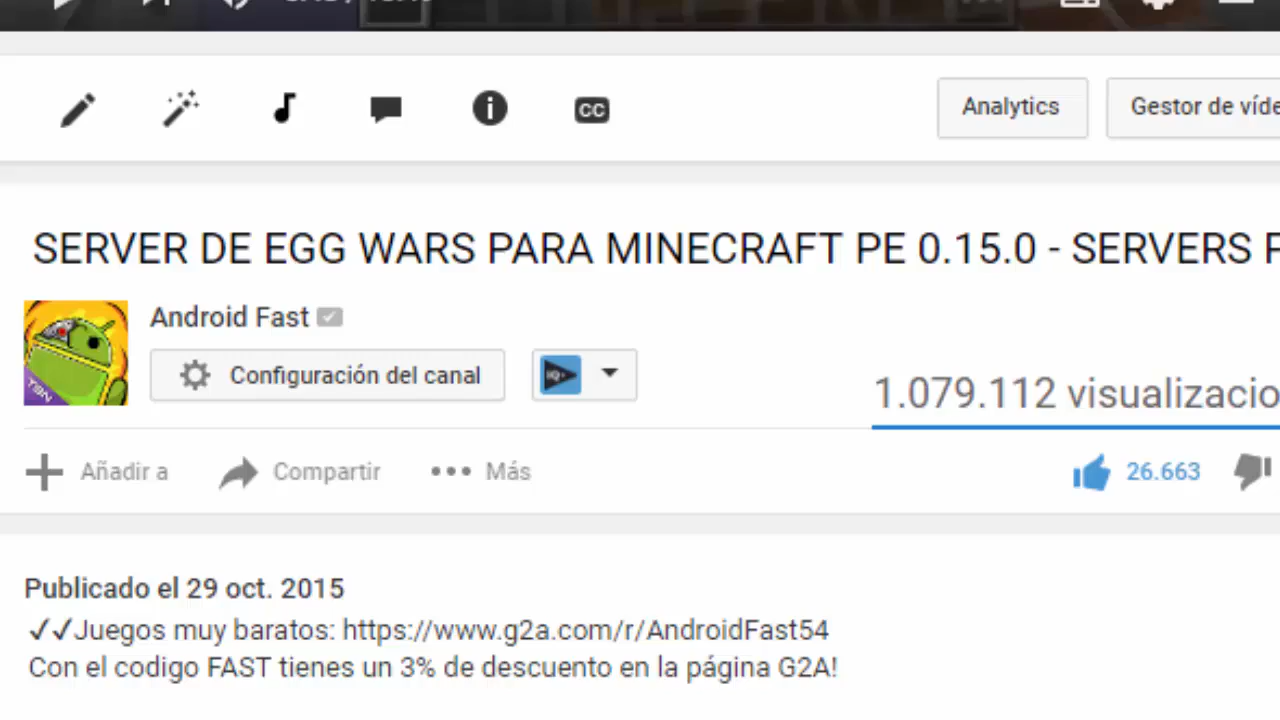 CC
Analytics
Gestor de víde
SERVER DE EGG WARS PARA MINECRAFT PE 0.15.0 - SERVERS P
Android Fast
TGN
Configuración del canal
1.079.112 visualizacio
Añadir a
Compartir
Más
26.663
Publicado el 29 oct. 2015
✓✓Juegos muy baratos: https://www.g2a.com/r/AndroidFast54
Con el codigo FAST tienes un 3% de descuento en la página G2A!